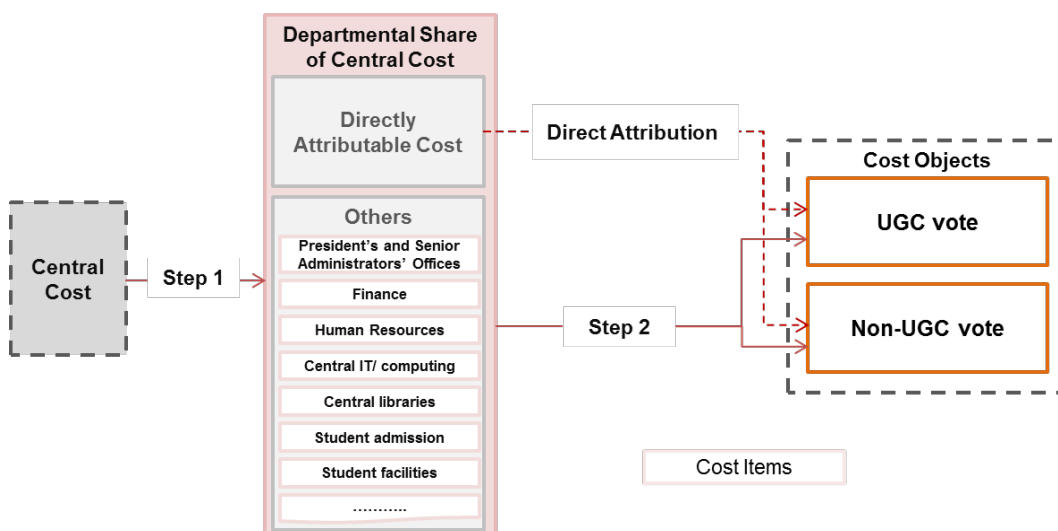 Departmental Share
of Central Cost
Directly
Attributable Cost
Direct Attribution
Cost Objects
UGC vote
Non-UGC vote
Central
Cost
Step 1
Others
President's and Senior
Administrators' Offices
Finance
Human Resources
Central IT/ computing
Central libraries
Student admission
Student facilities
...........
Step 2
Cost Items